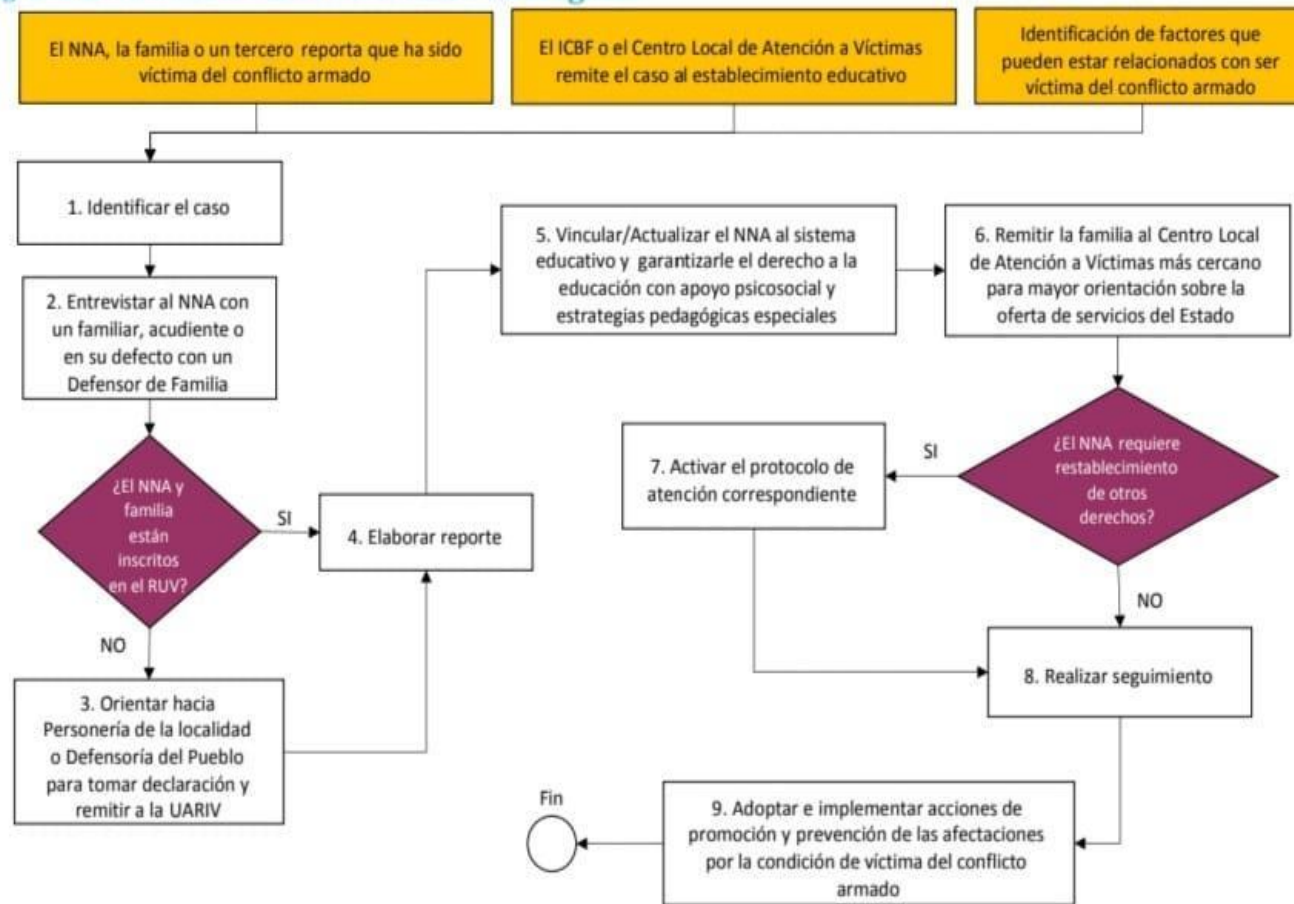 El NNA, la familia o un tercero reporta que ha sido
víctima del conflicto armado
El ICBF o el Centro Local de Atención a Víctimas
remite el caso al establecimiento educativo
Identificación de factores que
pueden estar relacionados con ser
víctima del conflicto armado
1. Identificar el caso
2. Entrevistar al NNA con
un familiar, acudiente o
en su defecto con un
Defensor de Familia
¿El NNA y
familia
están
inscritos
en el RUV?
SI
NO
3. Orientar hacia
Personería de la localidad
o Defensoría del Pueblo
para tomar declaración y
remitir a la UARIV
4. Elaborar reporte
5. Vincular/Actualizar el NNA al sistema
educativo y garantizarle el derecho a la
educación con apoyo psicosocial y
estrategias pedagógicas especiales
6. Remitir la familia al Centro Local
de Atención a Víctimas más cercano
para mayor orientación sobre la
oferta de servicios del Estado
¿El NNA requiere
restablecimiento
de otros
derechos?
SI
NO
7. Activar el protocolo de
atención correspondiente
8. Realizar seguimiento
9. Adoptar e implementar acciones de
promoción y prevención de las afectaciones
por la condición de víctima del conflicto
armado
Fin